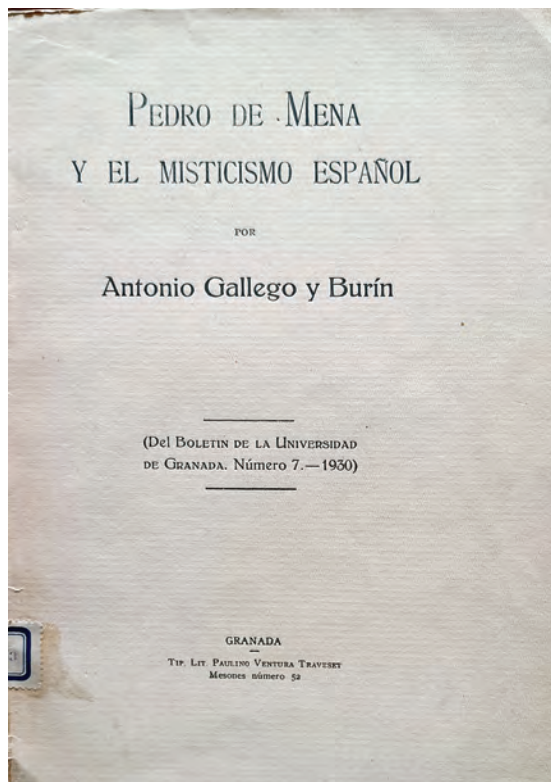 PEDRO DE MENA
Y EL MISTICISMO ESPAÑOL
POR
Antonio Gallego y Burín
(Del BOLETIN DE LA UNIVERSIDAD
DE GRANADA. Número 7.—1930)
GRANADA
TIP. LIT. PAULINO VENTURA TRAVESET
Mesones número 52